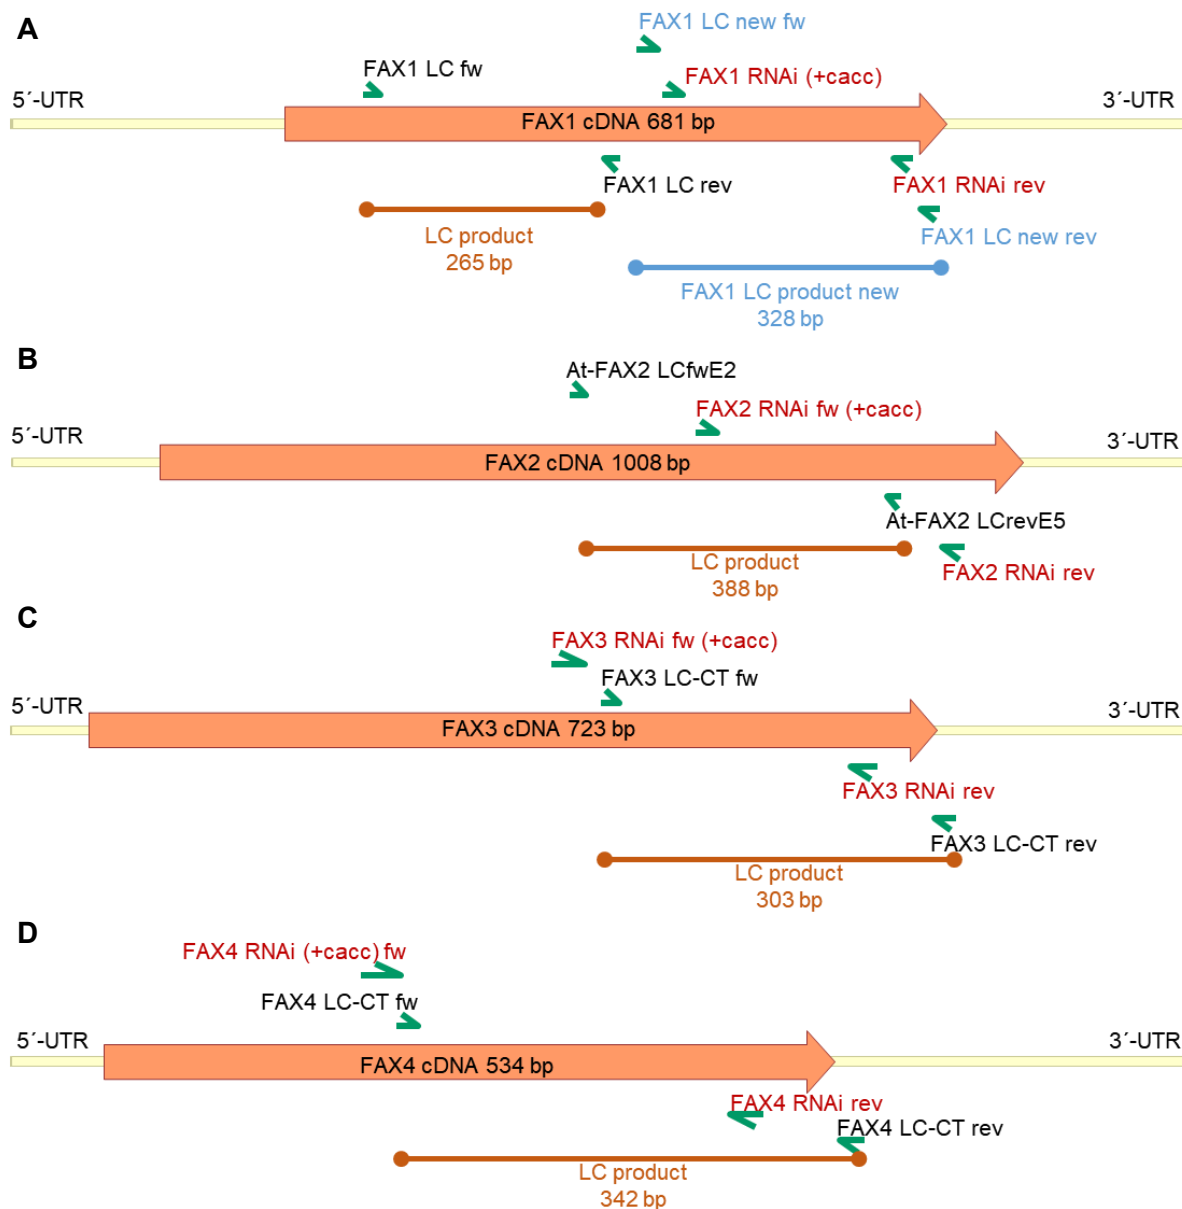 A
FAX1 LC new fw
FAX1 LC fw
FAX1 RNAi (+cacc)
5´-UTR
3´-UTR
FAX1 cDNA 681 bp
FAX1 LC rev
FAX1 RNAi rev
LC product
265 bp
FAX1 LC new rev
FAX1 LC product new
328 bp
B
At-FAX2 LCfwE2
FAX2 RNAi fw (+cacc)
5´-UTR
3´-UTR
FAX2 cDNA 1008 bp
At-FAX2 LCrevE5
LC product
388 bp
FAX2 RNAi rev
C
FAX3 RNAi fw (+cacc)
FAX3 LC-CT fw
5´-UTR
3´-UTR
FAX3 cDNA 723 bp
FAX3 RNAi rev
FAX3 LC-CT rev
LC product
303 bp
D
FAX4 RNAi (+cacc) fw
FAX4 LC-CT fw
5´-UTR
3´-UTR
FAX4 cDNA 534 bp
FAX4 RNAi rev
FAX4 LC-CT rev
LC product
342 bp